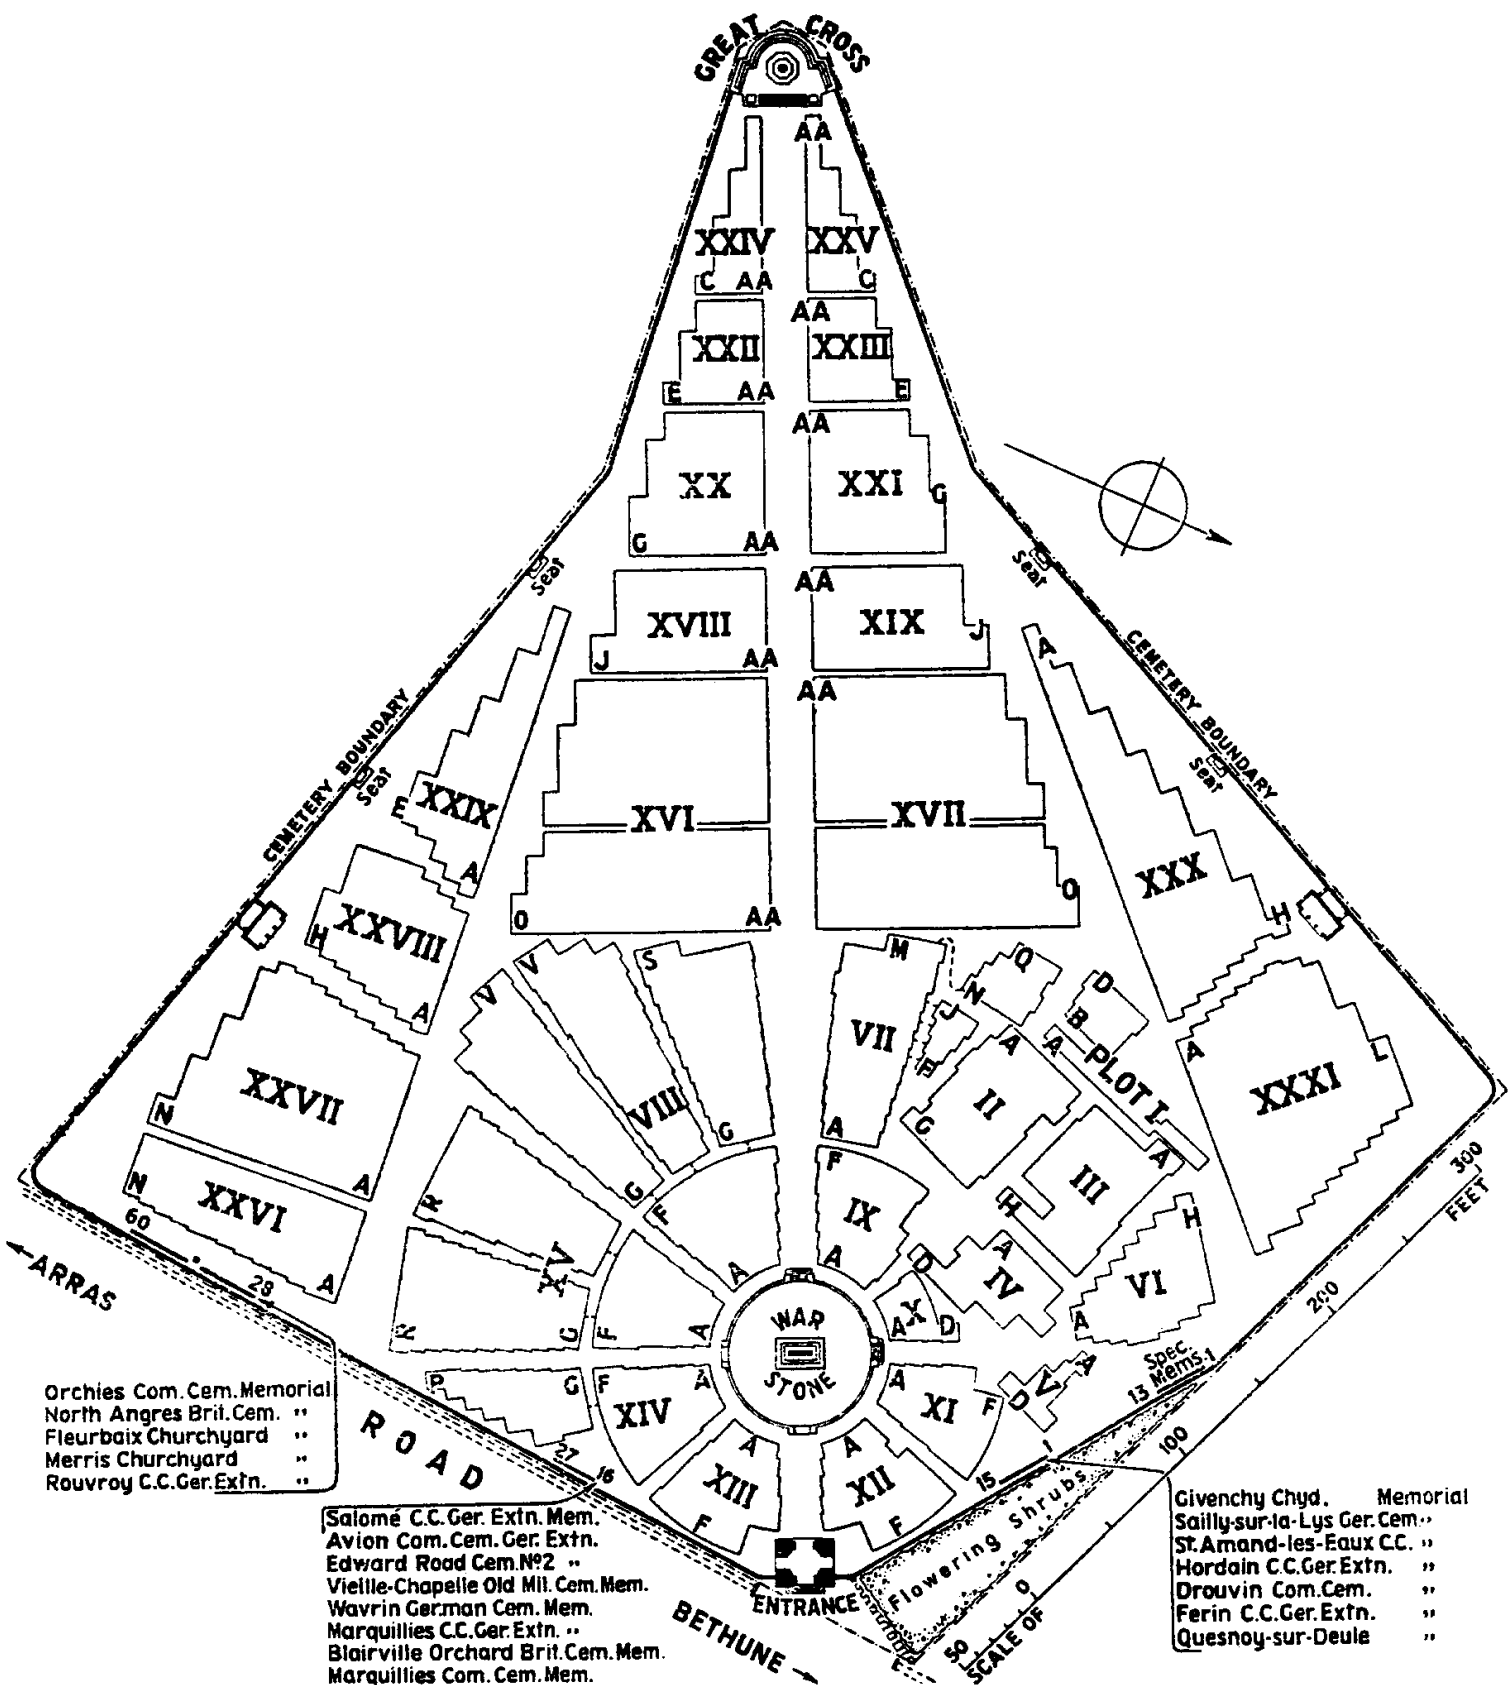 GREAT CROSS
AA
XXIV XXV
C AA C
AA
XXII XXIII
E AA E
AA
XX XXI G
G AA
Seat Seat
AA
XVIII XIX J
J AA
CEMETERY BOUNDARY CEMETERY BOUNDARY
A
AA
Seat Seat
E XXIX
XVI XVII
A
XXX
O AA O
H
H XXVIII
A
V V S M
Q N D B
J F
A PLOT I
A
VII
VIII
G A
II
A G
XXXI
A L
N XXVII
A
N XXVI
A
60
28
R
R
XV
G G
F
A
F
IX
A
H III
A
D A IV
VI H
A
X
A D
WAR
STONE
F A
G
P G F A
XIV
A XI F
D V A
Spec.
13 Mems. 1
A XIII F
A XII F
27
16
15 1
ARRAS
ROAD
BETHUNE
ENTRANCE
Flowering Shrubs
E
50 0 100 200 300
SCALE OF FEET
Orchies Com. Cem. Memorial
North Angres Brit. Cem. "
Fleurbaix Churchyard "
Merris Churchyard "
Rouvroy C.C. Ger. Extn. "
Salomé C.C. Ger. Extn. Mem.
Avion Com. Cem. Ger. Extn.
Edward Road Cem. Nº2 "
Vieille-Chapelle Old Mil. Cem. Mem.
Wavrin German Cem. Mem.
Marquillies C.C. Ger. Extn. "
Blairville Orchard Brit. Cem. Mem.
Marquillies Com. Cem. Mem.
Givenchy Chyd. Memorial
Sailly-sur-la-Lys Ger. Cem. "
St. Amand-les-Eaux C.C. "
Hordain C.C. Ger. Extn. "
Drouvin Com. Cem. "
Ferin C.C. Ger. Extn. "
Quesnoy-sur-Deule "